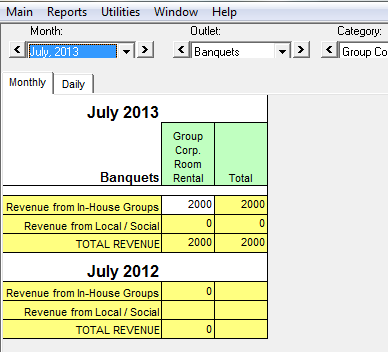 Main Reports Utilities Window Help
Month: Outlet: Category:
< July, 2013 > < Banquets > < Group Co
Monthly Daily
July 2013
Group
Corp.
Room
Banquets Rental Total
Revenue from In-House Groups 2000 2000
Revenue from Local / Social 0 0
TOTAL REVENUE 2000 2000
July 2012
Revenue from In-House Groups 0
Revenue from Local / Social
TOTAL REVENUE 0